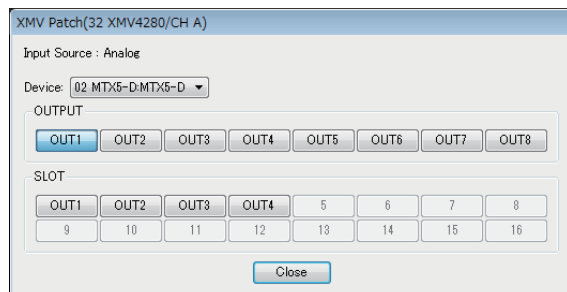 XMV Patch(32 XMV4280/CH A)
Input Source : Analog
Device: 02 MTX5-D:MTX5-D
OUTPUT
OUT1 OUT2 OUT3 OUT4 OUT5 OUT6 OUT7 OUT8
SLOT
OUT1 OUT2 OUT3 OUT4 5 6 7 8
9 10 11 12 13 14 15 16
Close